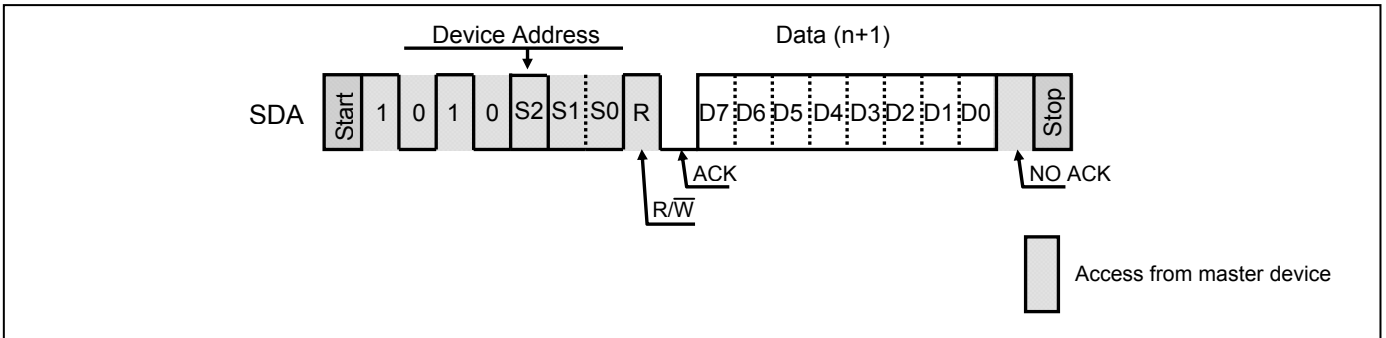 Device Address Data (n+1)
SDA Start 1 0 1 0 S2 S1 S0 R D7 D6 D5 D4 D3 D2 D1 D0 Stop
ACK NO ACK
R/W̅
Access from master device